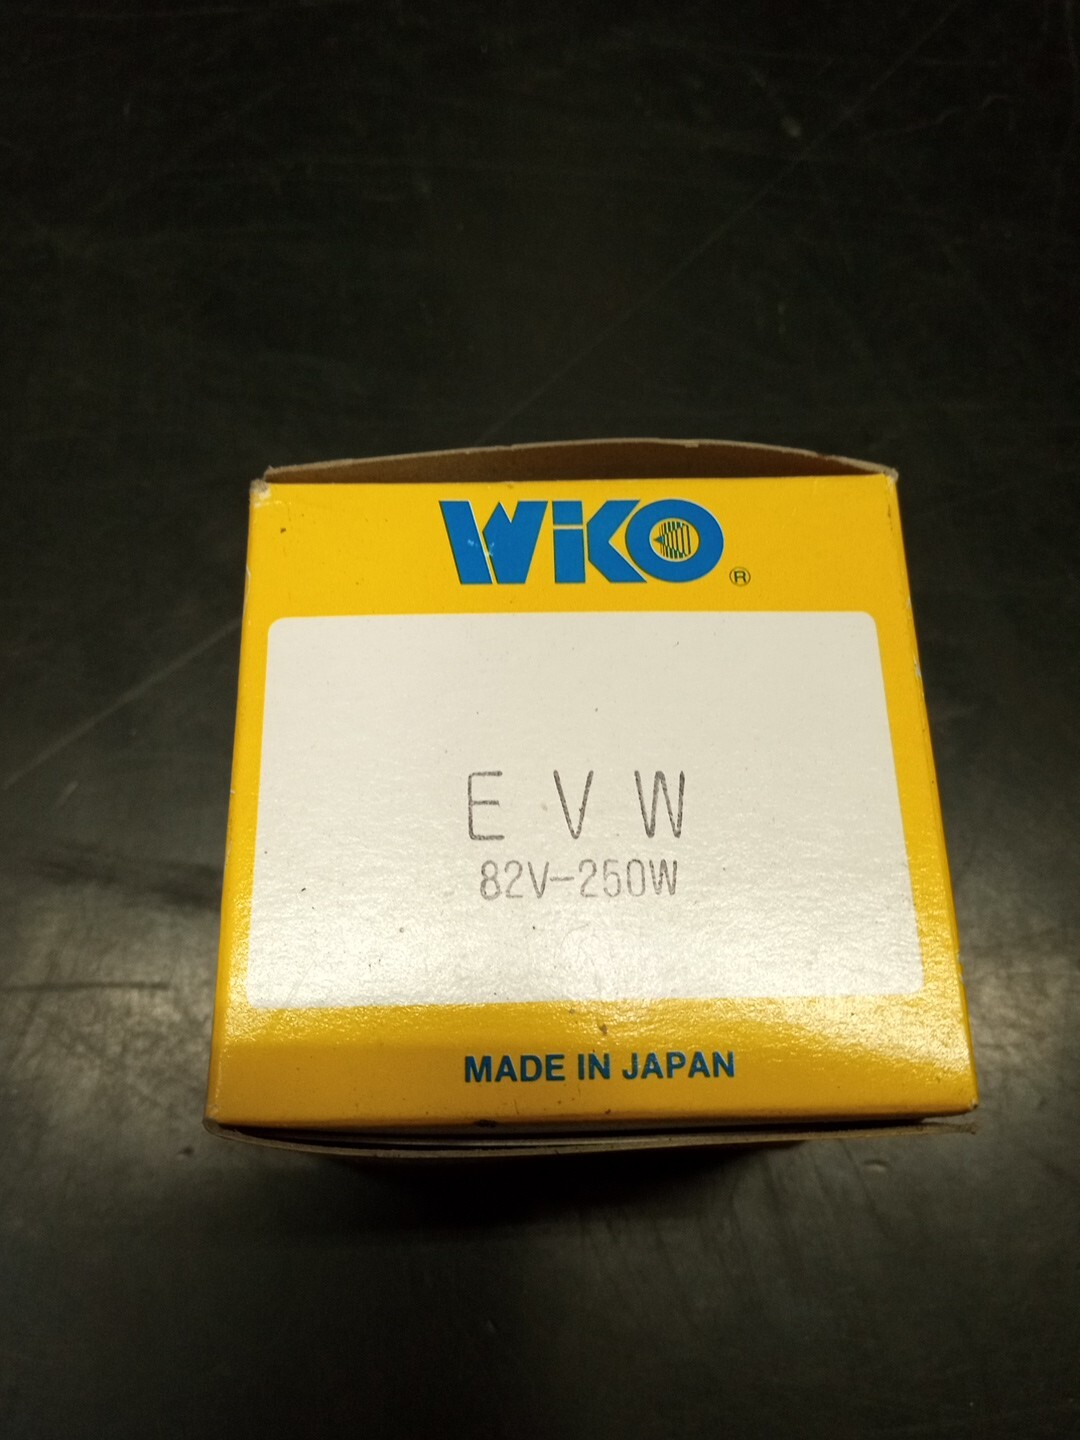 WIKO ®
E V W
82V-250W
MADE IN JAPAN